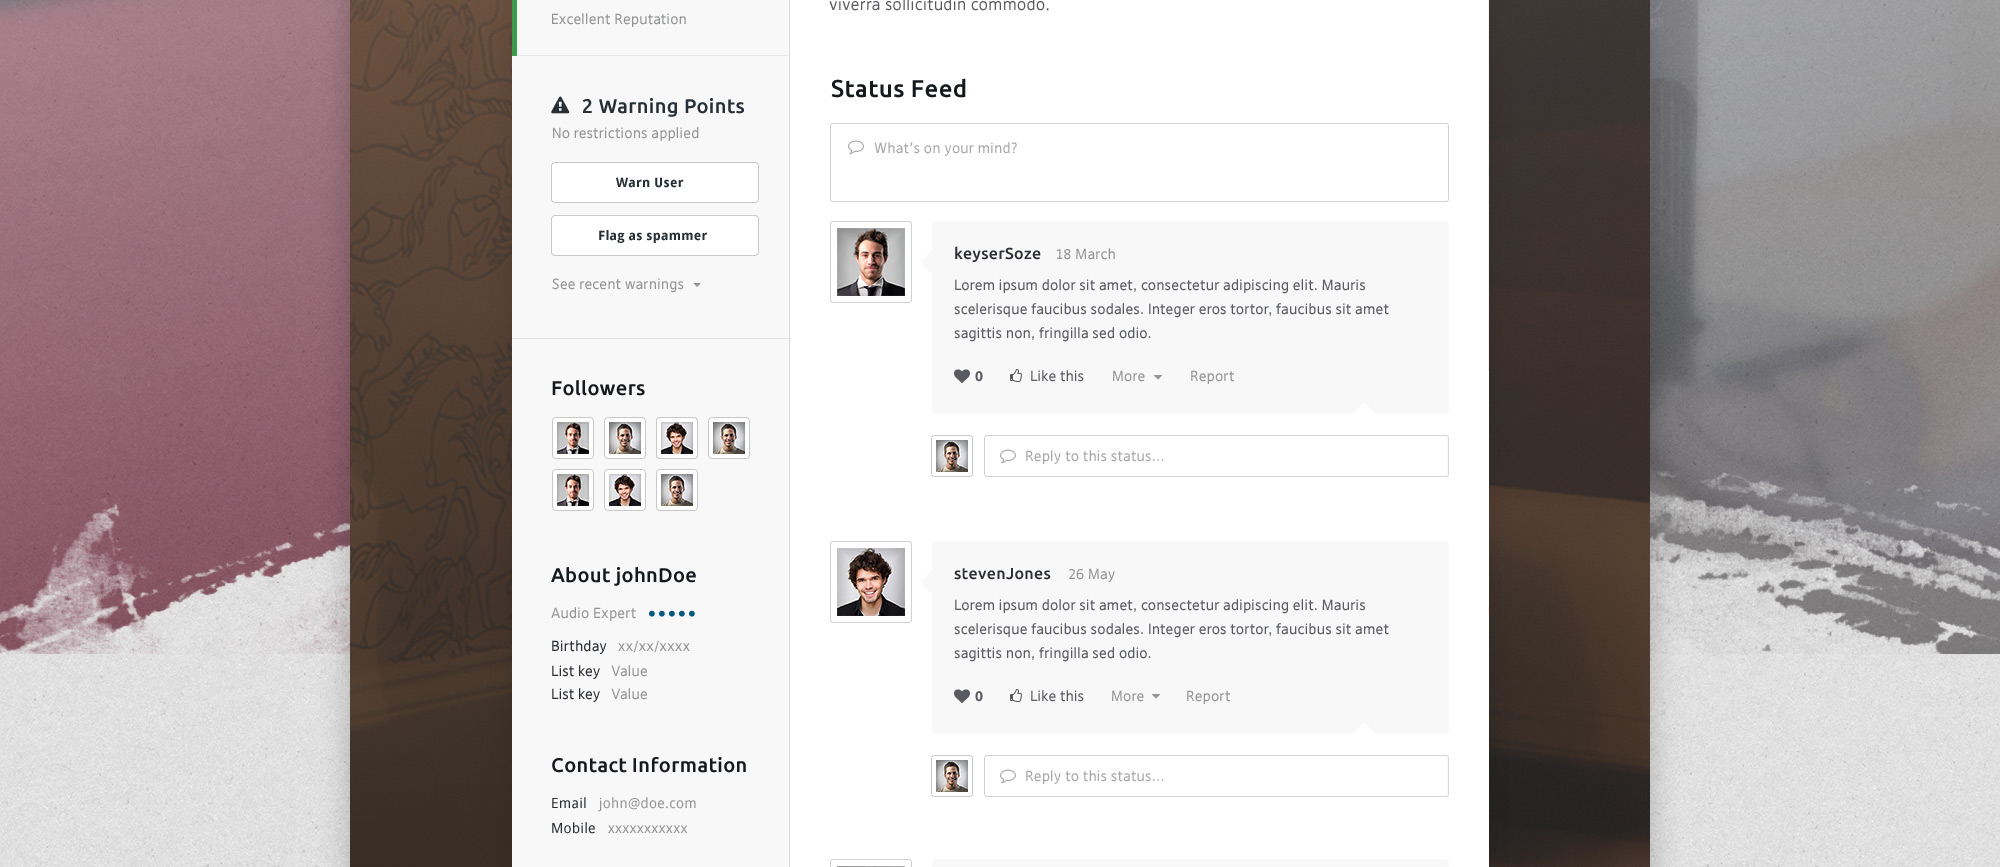 Excellent Reputation
2 Warning Points
No restrictions applied
Warn User
Flag as spammer
See recent warnings
Followers
About johnDoe
Audio Expert
Birthday xx/xx/xxxx
List key Value
List key Value
Contact Information
Email john@doe.com
Mobile xxxxxxxxxxx
viverra sollicitudin commodo.
Status Feed
What's on your mind?
keyserSoze 18 March
Lorem ipsum dolor sit amet, consectetur adipiscing elit. Mauris
scelerisque faucibus sodales. Integer eros tortor, faucibus sit amet
sagittis non, fringilla sed odio.
0 Like this More Report
Reply to this status...
stevenJones 26 May
Lorem ipsum dolor sit amet, consectetur adipiscing elit. Mauris
scelerisque faucibus sodales. Integer eros tortor, faucibus sit amet
sagittis non, fringilla sed odio.
0 Like this More Report
Reply to this status...